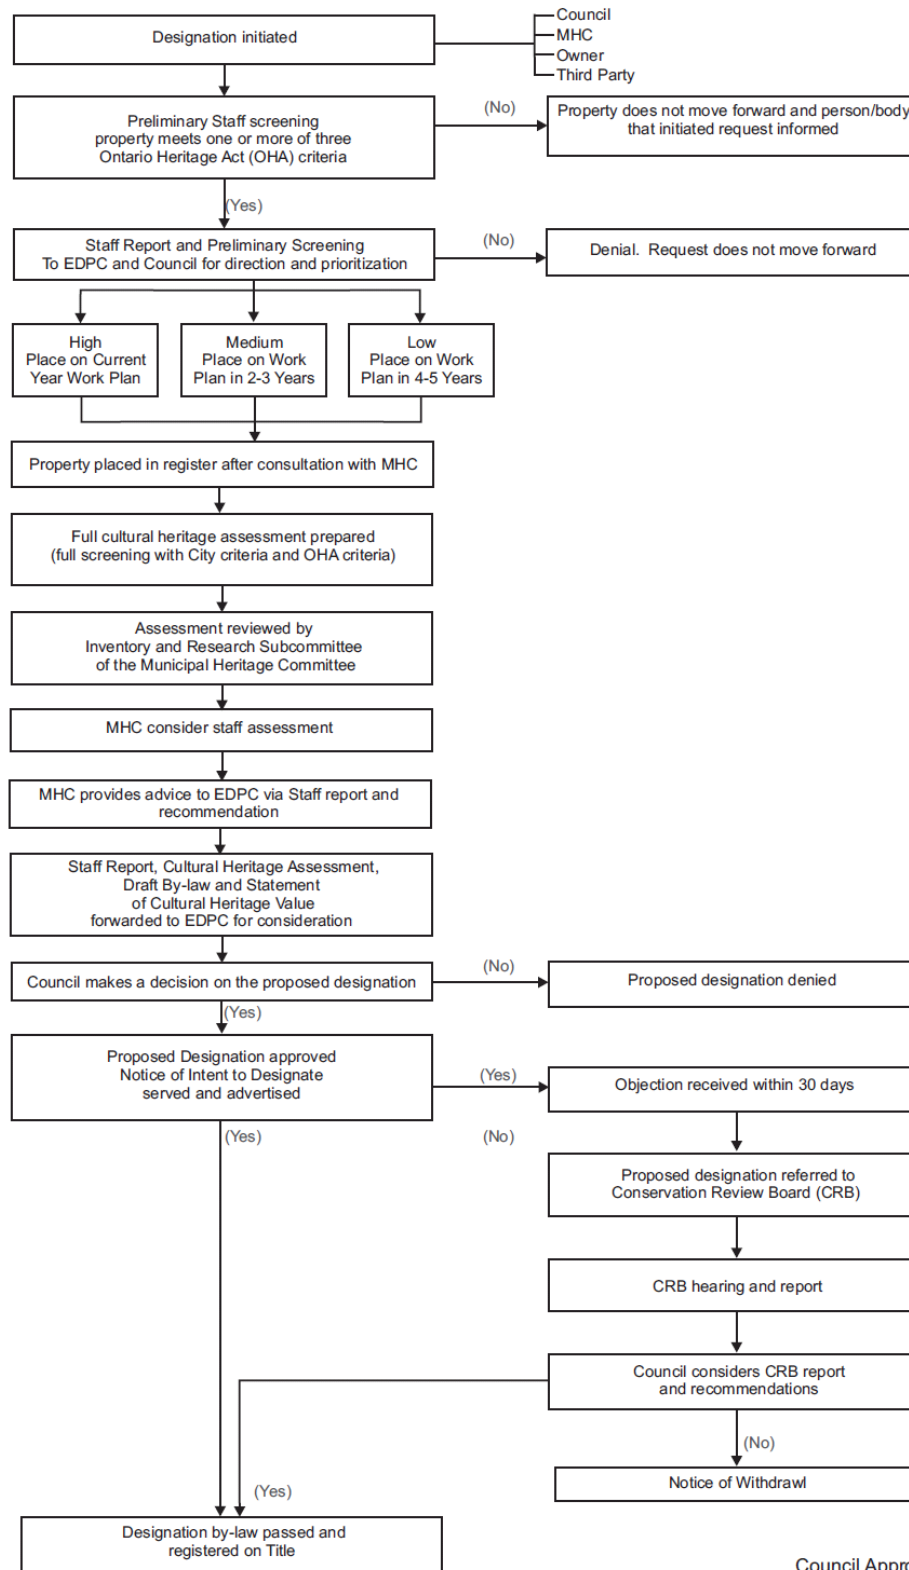 Designation initiated
Council
MHC
Owner
Third Party
Preliminary Staff screening
property meets one or more of three
Ontario Heritage Act (OHA) criteria
(No)
Property does not move forward and person/body
that initiated request informed
(Yes)
Staff Report and Preliminary Screening
To EDPC and Council for direction and prioritization
(No)
Denial. Request does not move forward
High
Place on Current
Year Work Plan
Medium
Place on Work
Plan in 2-3 Years
Low
Place on Work
Plan in 4-5 Years
Property placed in register after consultation with MHC
Full cultural heritage assessment prepared
(full screening with City criteria and OHA criteria)
Assessment reviewed by
Inventory and Research Subcommittee
of the Municipal Heritage Committee
MHC consider staff assessment
MHC provides advice to EDPC via Staff report and
recommendation
Staff Report, Cultural Heritage Assessment,
Draft By-law and Statement
of Cultural Heritage Value
forwarded to EDPC for consideration
Council makes a decision on the proposed designation
(No)
Proposed designation denied
(Yes)
Proposed Designation approved
Notice of Intent to Designate
served and advertised
(Yes)
Objection received within 30 days
(Yes)
(No)
Proposed designation referred to
Conservation Review Board (CRB)
CRB hearing and report
Council considers CRB report
and recommendations
(No)
Notice of Withdrawl
(Yes)
Designation by-law passed and
registered on Title
Council Appro